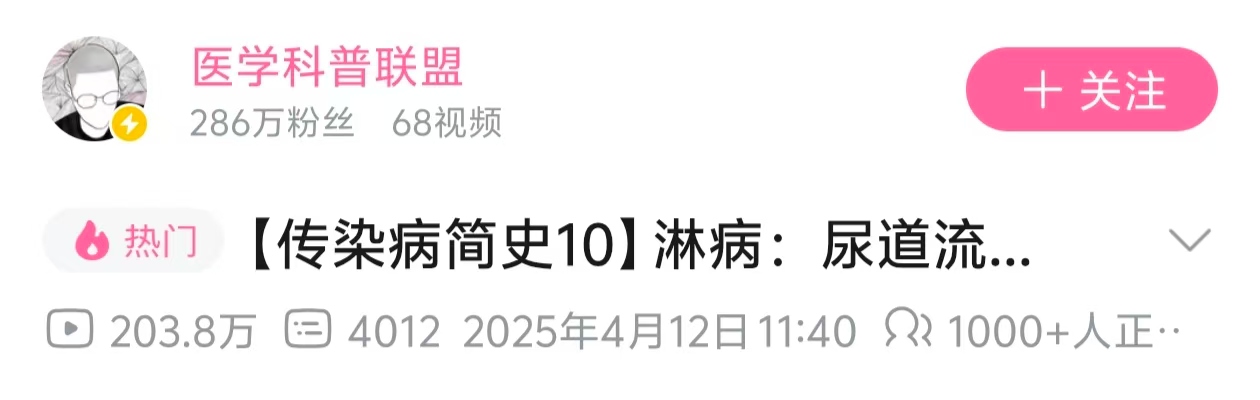 医学科普联盟
286万粉丝 68视频
关注
热门 【传染病简史10】淋病：尿道流...
203.8万 4012 2025年4月12日 11:40 1000+人正··